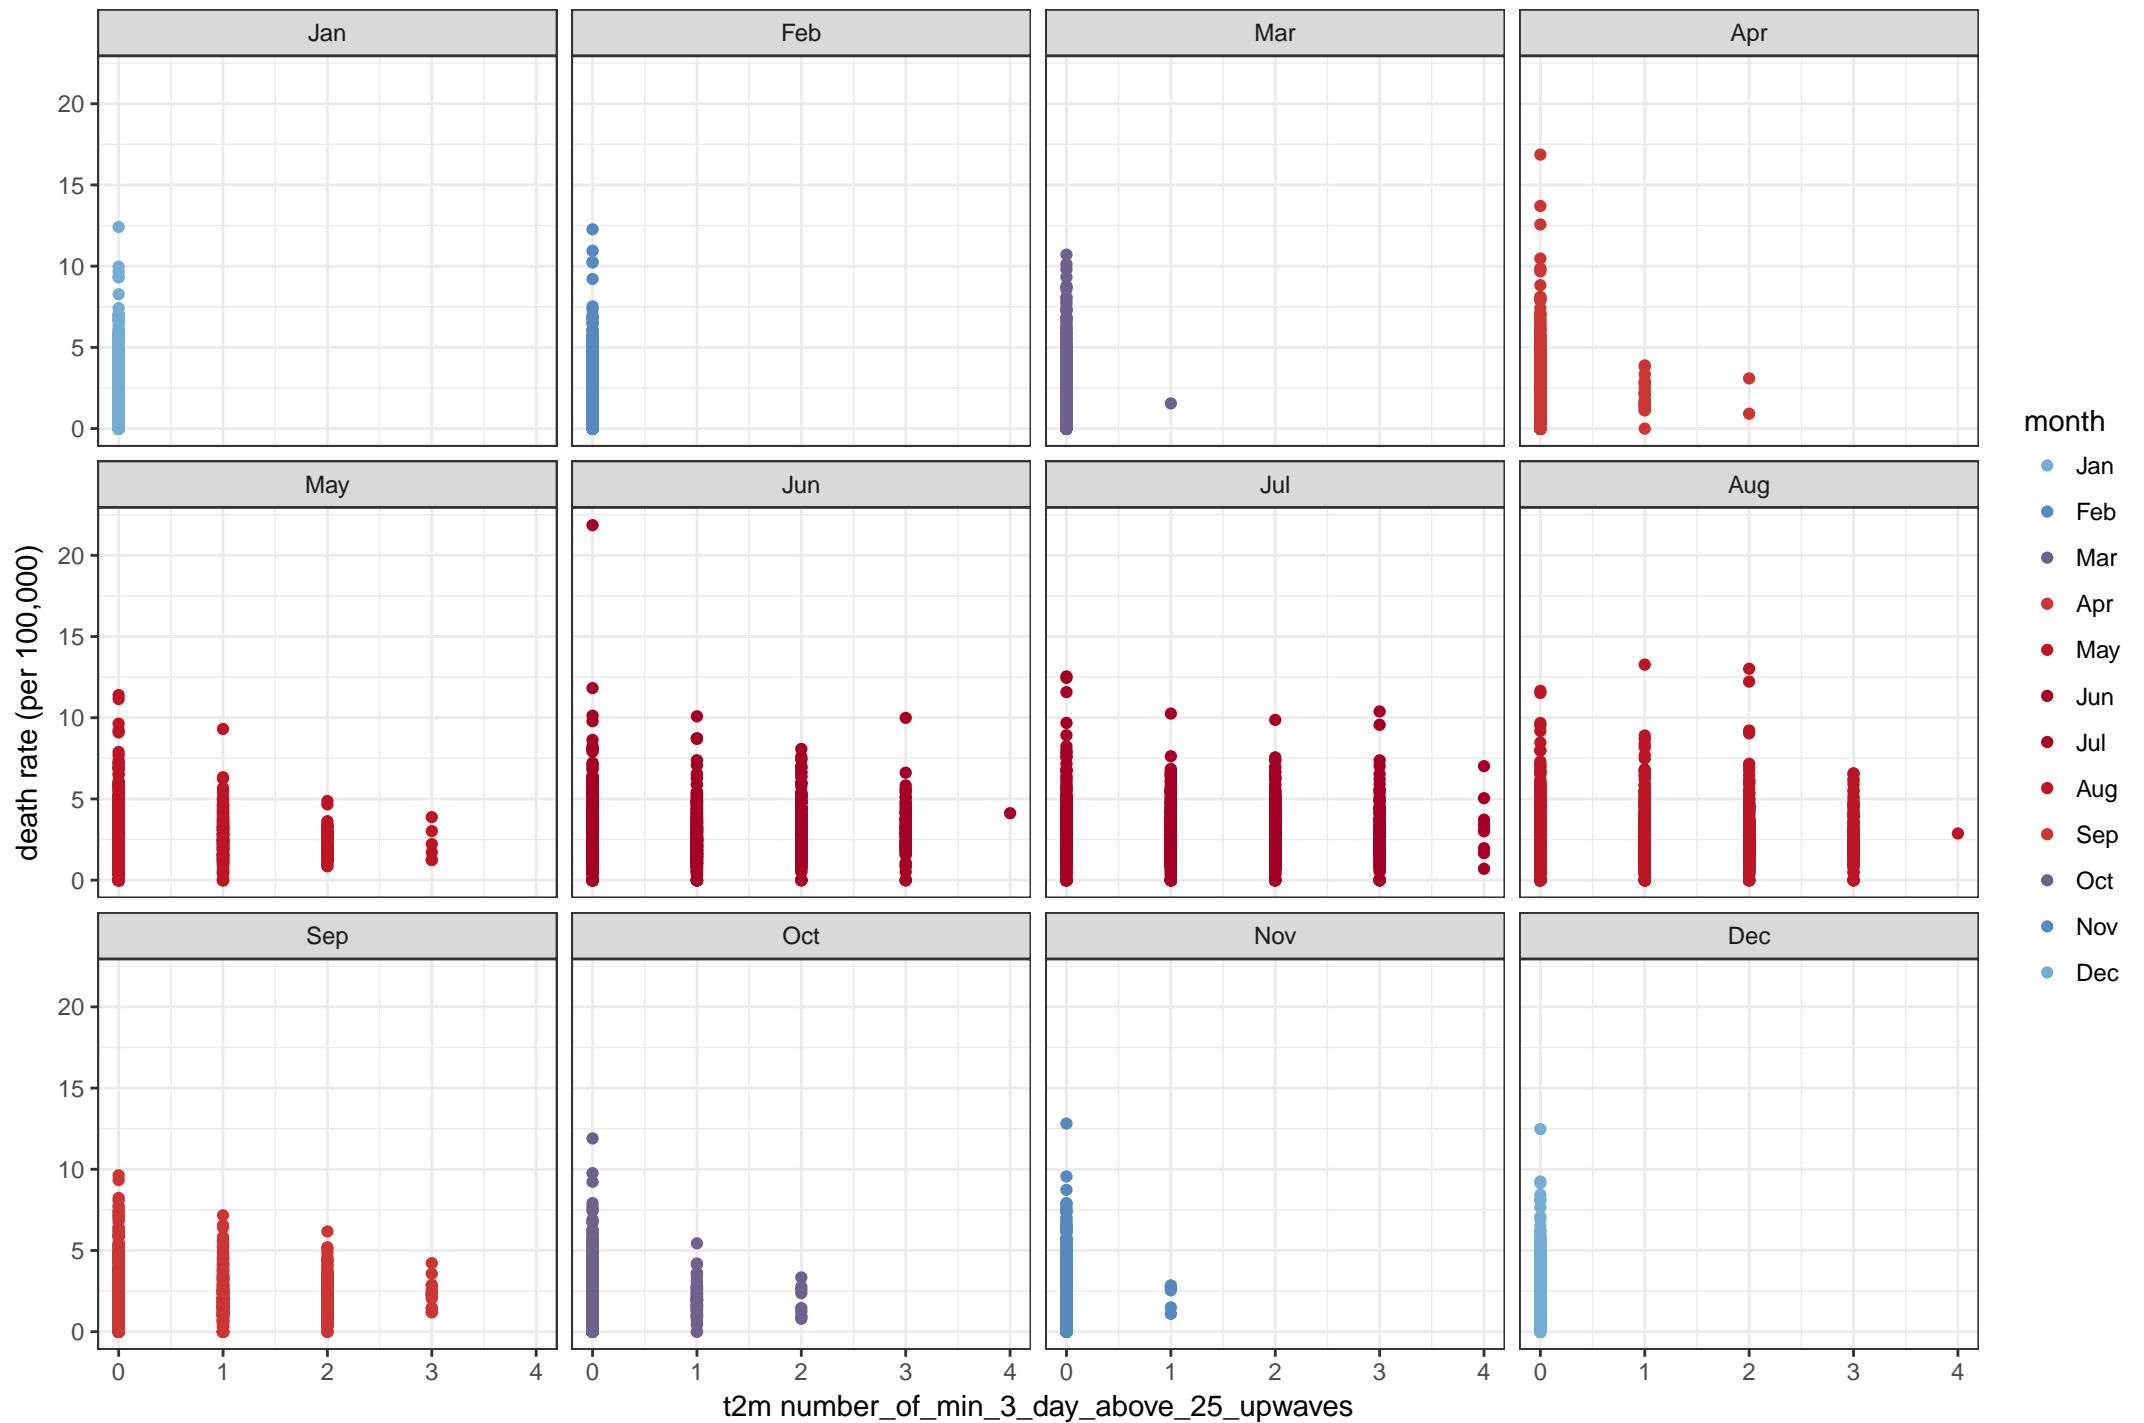 Jan Feb Mar Apr
20
15
10
5
0
May Jun Jul Aug
20
15
10
5
0
Sep Oct Nov Dec
20
15
10
5
0
0 1 2 3 4 0 1 2 3 4 0 1 2 3 4 0 1 2 3 4
t2m number_of_min_3_day_above_25_upwaves
death rate (per 100,000)
month
Jan
Feb
Mar
Apr
May
Jun
Jul
Aug
Sep
Oct
Nov
Dec